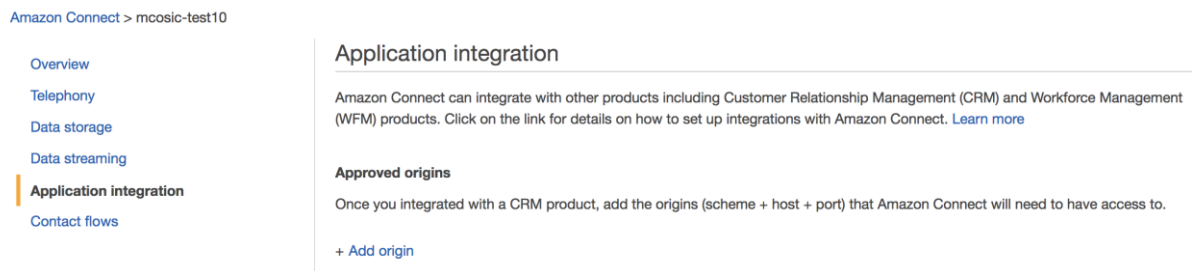 Amazon Connect > mcosic-test10
Overview
Telephony
Data storage
Data streaming
Application integration
Contact flows
Application integration
Amazon Connect can integrate with other products including Customer Relationship Management (CRM) and Workforce Management
(WFM) products. Click on the link for details on how to set up integrations with Amazon Connect. Learn more
Approved origins
Once you integrated with a CRM product, add the origins (scheme + host + port) that Amazon Connect will need to have access to.
+ Add origin